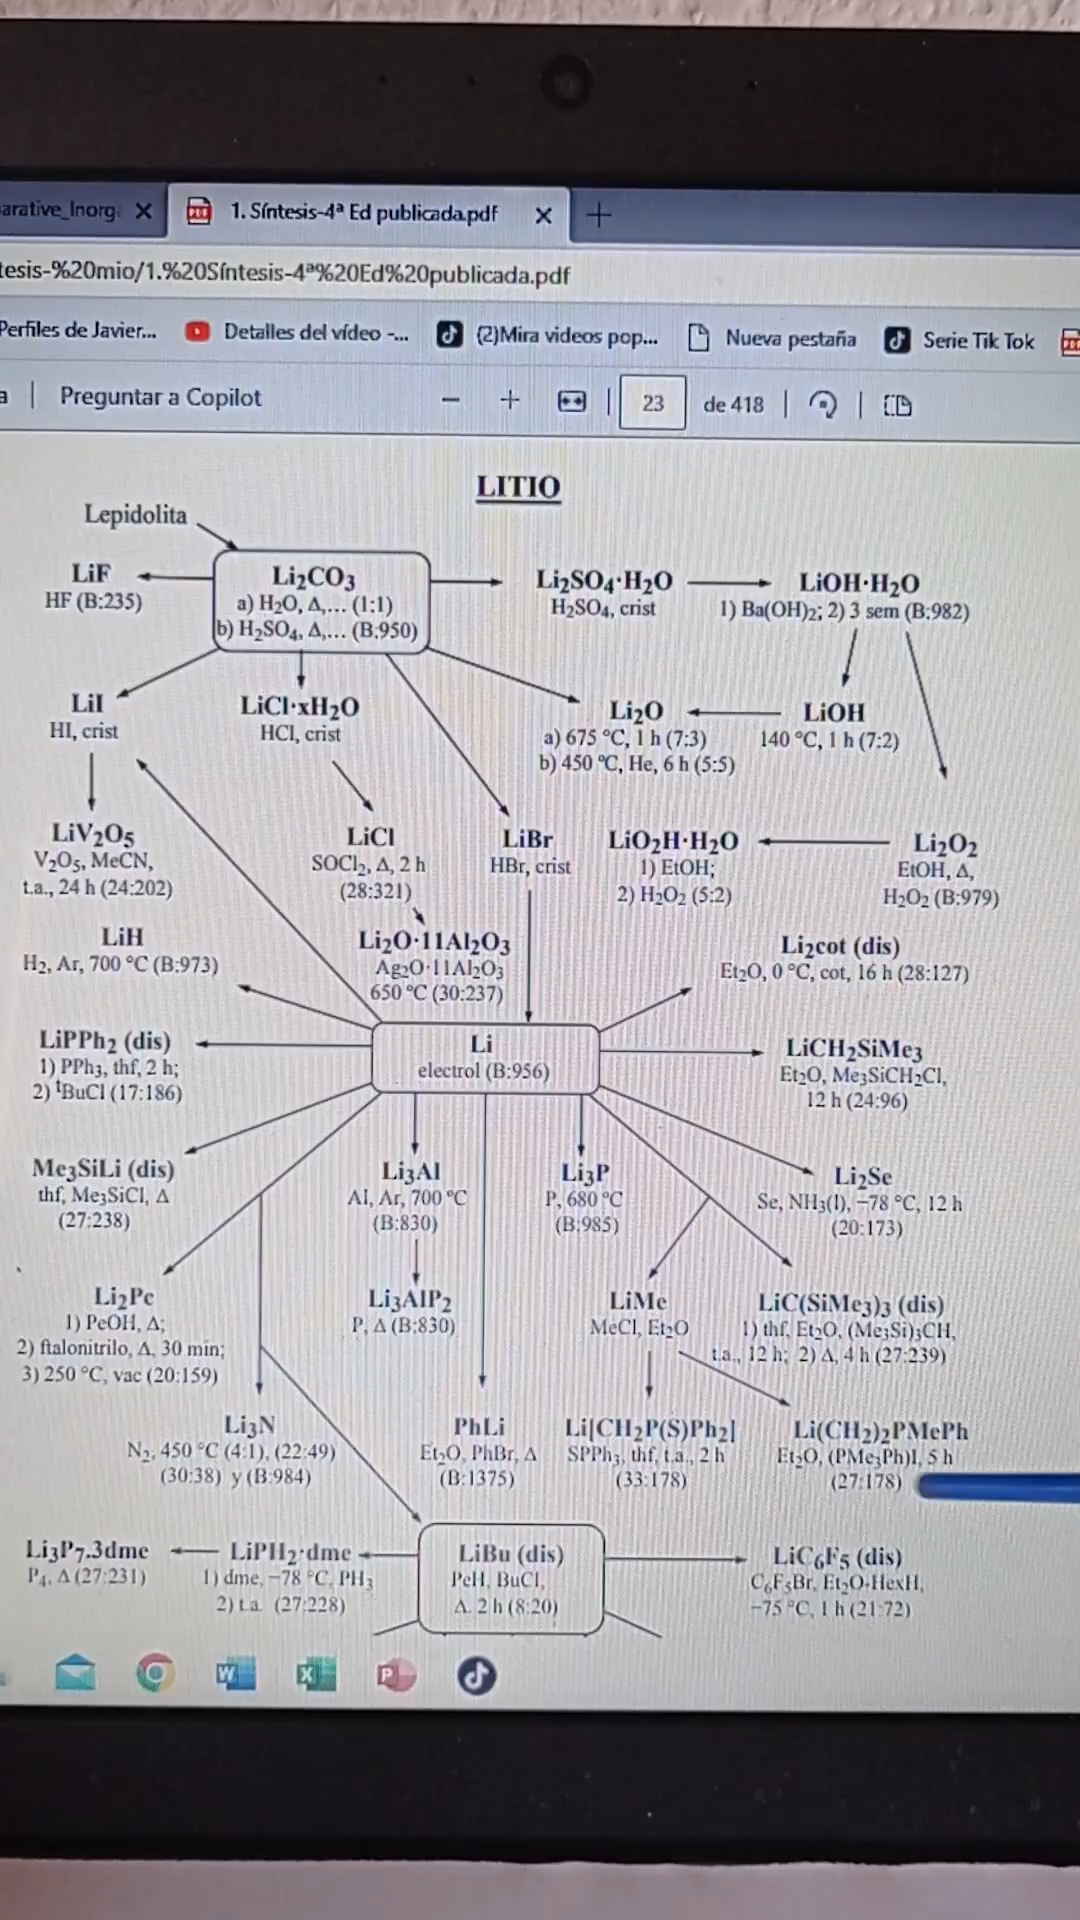 arative_Inorg
1. Síntesis-4ª Ed publicada.pdf
tesis-%20mio/1.%20Síntesis-4ª%20Ed%20publicada.pdf
Perfiles de Javier...
Detalles del vídeo -...
(2)Mira videos pop...
Nueva pestaña
Serie Tik Tok
a
Preguntar a Copilot
23
de 418
LITIO
Lepidolita
LiF
HF (B:235)
Li₂CO₃
a) H₂O, Δ,... (1:1)
b) H₂SO₄, Δ,... (B:950)
Li₂SO₄·H₂O
H₂SO₄, crist
LiOH·H₂O
1) Ba(OH)₂; 2) 3 sem (B:982)
LiI
HI, crist
LiCl·xH₂O
HCl, crist
Li₂O
a) 675 °C, 1 h (7:3)
b) 450 °C, He, 6 h (5:5)
LiOH
140 °C, 1 h (7:2)
LiV₂O₅
V₂O₅, MeCN,
t.a., 24 h (24:202)
LiCl
SOCl₂, Δ, 2 h
(28:321)
LiBr
HBr, crist
LiO₂H·H₂O
1) EtOH;
2) H₂O₂ (5:2)
Li₂O₂
EtOH, Δ,
H₂O₂ (B:979)
LiH
H₂, Ar, 700 °C (B:973)
Li₂O·11Al₂O₃
Ag₂O·11Al₂O₃
650 °C (30:237)
Li₂cot (dis)
Et₂O, 0 °C, cot, 16 h (28:127)
LiPPh₂ (dis)
1) PPh₃, thf, 2 h;
2) ᵗBuCl (17:186)
Li
electrol (B:956)
LiCH₂SiMe₃
Et₂O, Me₃SiCH₂Cl,
12 h (24:96)
Me₃SiLi (dis)
thf, Me₃SiCl, Δ
(27:238)
Li₃Al
Al, Ar, 700 °C
(B:830)
Li₃P
P, 680 °C
(B:985)
Li₂Se
Se, NH₃(l), −78 °C, 12 h
(20:173)
Li₂Pc
1) PeOH, Δ;
2) ftalonitrilo, Δ, 30 min;
3) 250 °C, vac (20:159)
Li₃AlP₂
P, Δ (B:830)
LiMe
MeCl, Et₂O
LiC(SiMe₃)₃ (dis)
1) thf, Et₂O, (Me₃Si)₃CH,
t.a., 12 h; 2) Δ, 4 h (27:239)
Li₃N
N₂, 450 °C (4:1), (22:49)
(30:38) y (B:984)
PhLi
Et₂O, PhBr, Δ
(B:1375)
Li[CH₂P(S)Ph₂]
SPPh₃, thf, t.a., 2 h
(33:178)
Li(CH₂)₂PMePh
Et₂O, (PMe₃Ph)I, 5 h
(27:178)
Li₃P₇.3dme
P₄, Δ (27:231)
LiPH₂·dme
1) dme, −78 °C, PH₃
2) t.a. (27:228)
LiBu (dis)
PeH, BuCl,
Δ. 2 h (8:20)
LiC₆F₅ (dis)
C₆F₅Br, Et₂O-HexH,
−75 °C, 1 h (21:72)